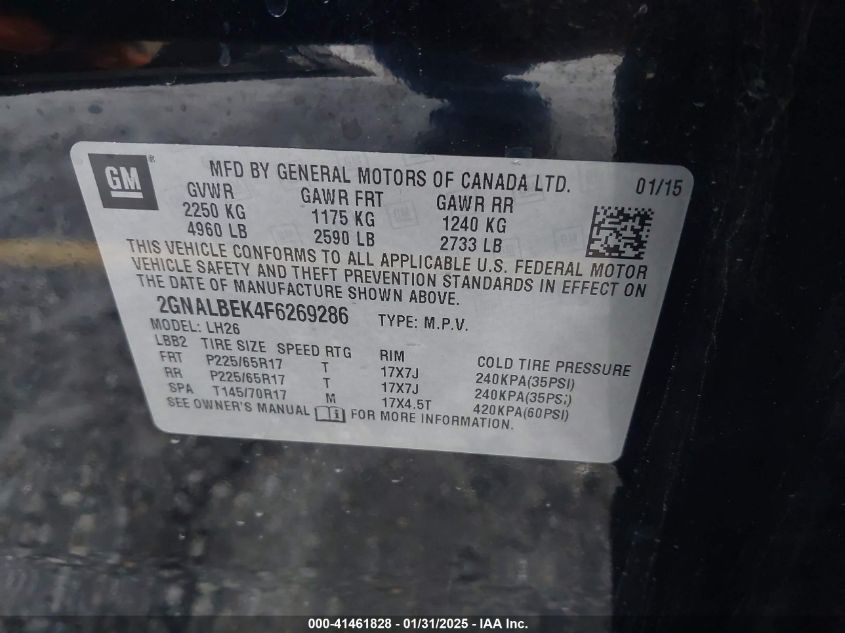 GM
MFD BY GENERAL MOTORS OF CANADA LTD. 01/15
GVWR GAWR FRT GAWR RR
2250 KG 1175 KG 1240 KG
4960 LB 2590 LB 2733 LB
THIS VEHICLE CONFORMS TO ALL APPLICABLE U.S. FEDERAL MOTOR
VEHICLE SAFETY AND THEFT PREVENTION STANDARDS IN EFFECT ON
THE DATE OF MANUFACTURE SHOWN ABOVE.
2GNALBEK4F6269286 TYPE: M.P.V.
MODEL: LH26
LBB2 TIRE SIZE SPEED RTG RIM COLD TIRE PRESSURE
FRT P225/65R17 T 17X7J 240KPA(35PSI)
RR P225/65R17 T 17X7J 240KPA(35PSI)
SPA T145/70R17 M 17X4.5T 420KPA(60PSI)
SEE OWNER'S MANUAL FOR MORE INFORMATION.
000-41461828 - 01/31/2025 - IAA Inc.